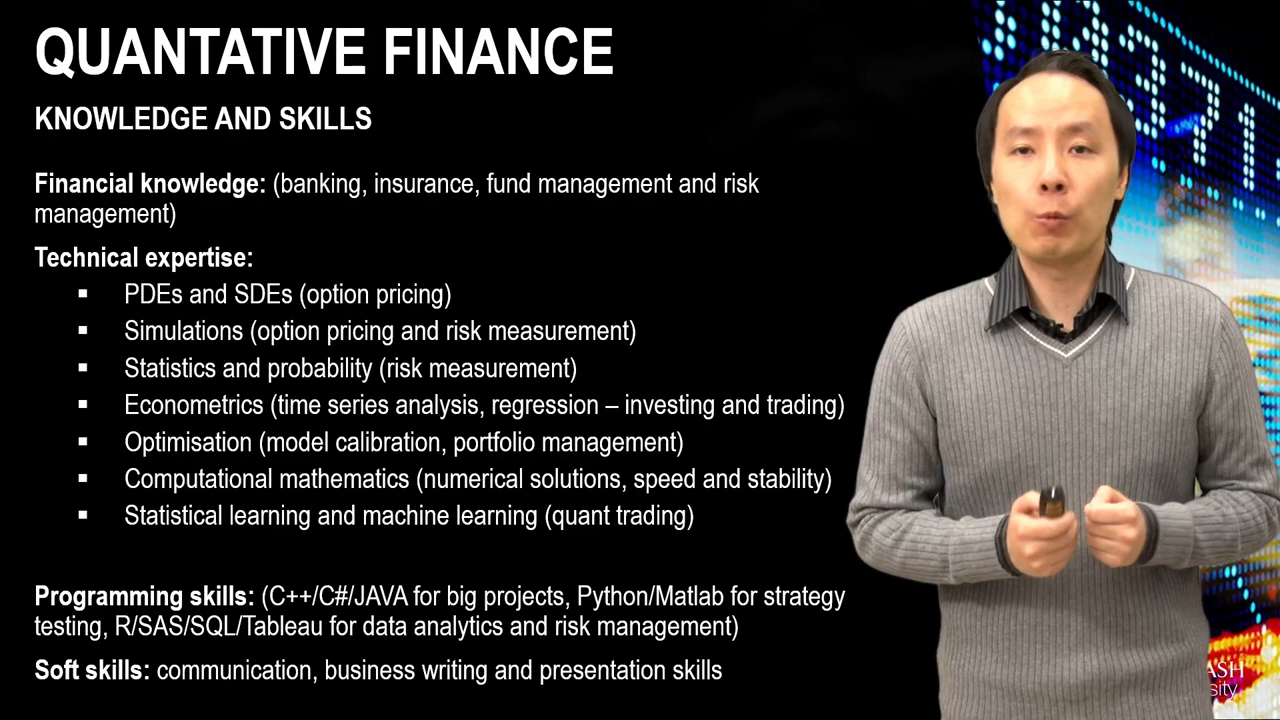 QUANTATIVE FINANCE
KNOWLEDGE AND SKILLS
Financial knowledge: (banking, insurance, fund management and risk
management)
Technical expertise:
▪ PDEs and SDEs (option pricing)
▪ Simulations (option pricing and risk measurement)
▪ Statistics and probability (risk measurement)
▪ Econometrics (time series analysis, regression – investing and trading)
▪ Optimisation (model calibration, portfolio management)
▪ Computational mathematics (numerical solutions, speed and stability)
▪ Statistical learning and machine learning (quant trading)
Programming skills: (C++/C#/JAVA for big projects, Python/Matlab for strategy
testing, R/SAS/SQL/Tableau for data analytics and risk management)
Soft skills: communication, business writing and presentation skills